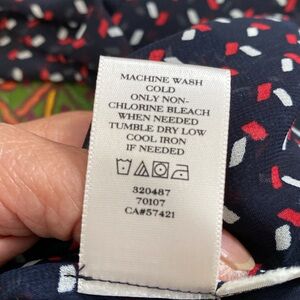 MACHINE WASH
COLD
ONLY NON-
CHLORINE BLEACH
WHEN NEEDED
TUMBLE DRY LOW
COOL IRON
IF NEEDED
320487
70107
CA#57421